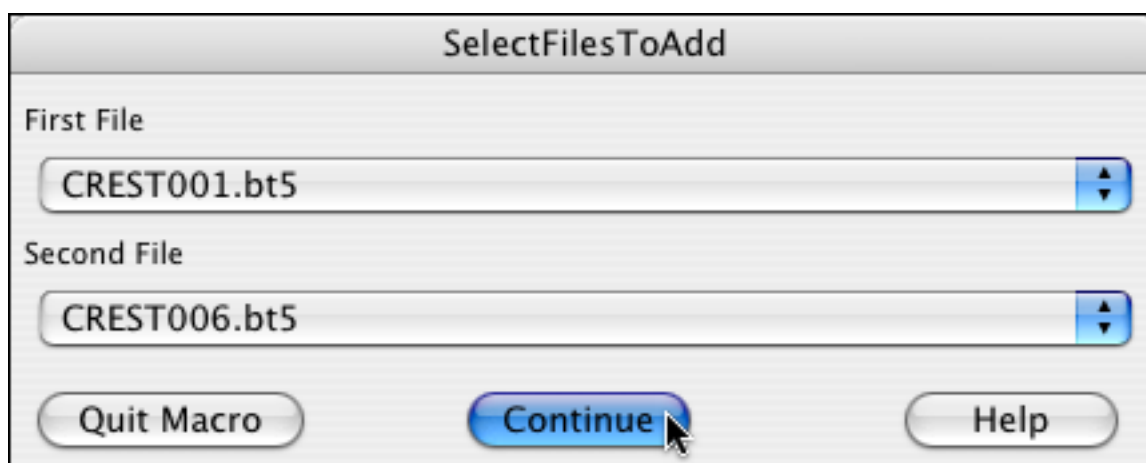 SelectFilesToAdd
First File
CREST001.bt5
Second File
CREST006.bt5
Quit Macro Continue Help